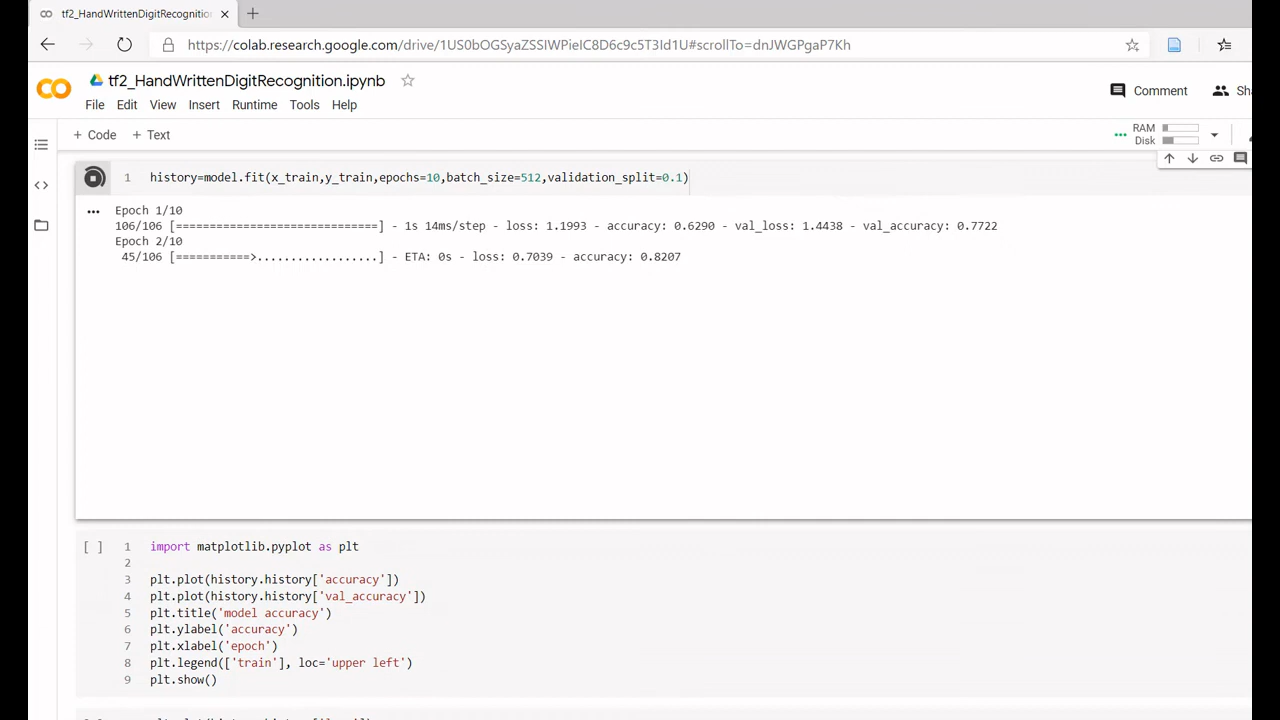 tf2_HandWrittenDigitRecognitio
https://colab.research.google.com/drive/1US0bOGSyaZSSIWPieIC8D6c9c5T3Id1U#scrollTo=dnJWGPgaP7Kh
tf2_HandWrittenDigitRecognition.ipynb
Comment
Sh
File Edit View Insert Runtime Tools Help
+ Code + Text
RAM
Disk
1 history=model.fit(x_train,y_train,epochs=10,batch_size=512,validation_split=0.1)
Epoch 1/10
106/106 [==============================] - 1s 14ms/step - loss: 1.1993 - accuracy: 0.6290 - val_loss: 1.4438 - val_accuracy: 0.7722
Epoch 2/10
45/106 [===========>..................] - ETA: 0s - loss: 0.7039 - accuracy: 0.8207
[ ] 1 import matplotlib.pyplot as plt
2
3 plt.plot(history.history['accuracy'])
4 plt.plot(history.history['val_accuracy'])
5 plt.title('model accuracy')
6 plt.ylabel('accuracy')
7 plt.xlabel('epoch')
8 plt.legend(['train'], loc='upper left')
9 plt.show()